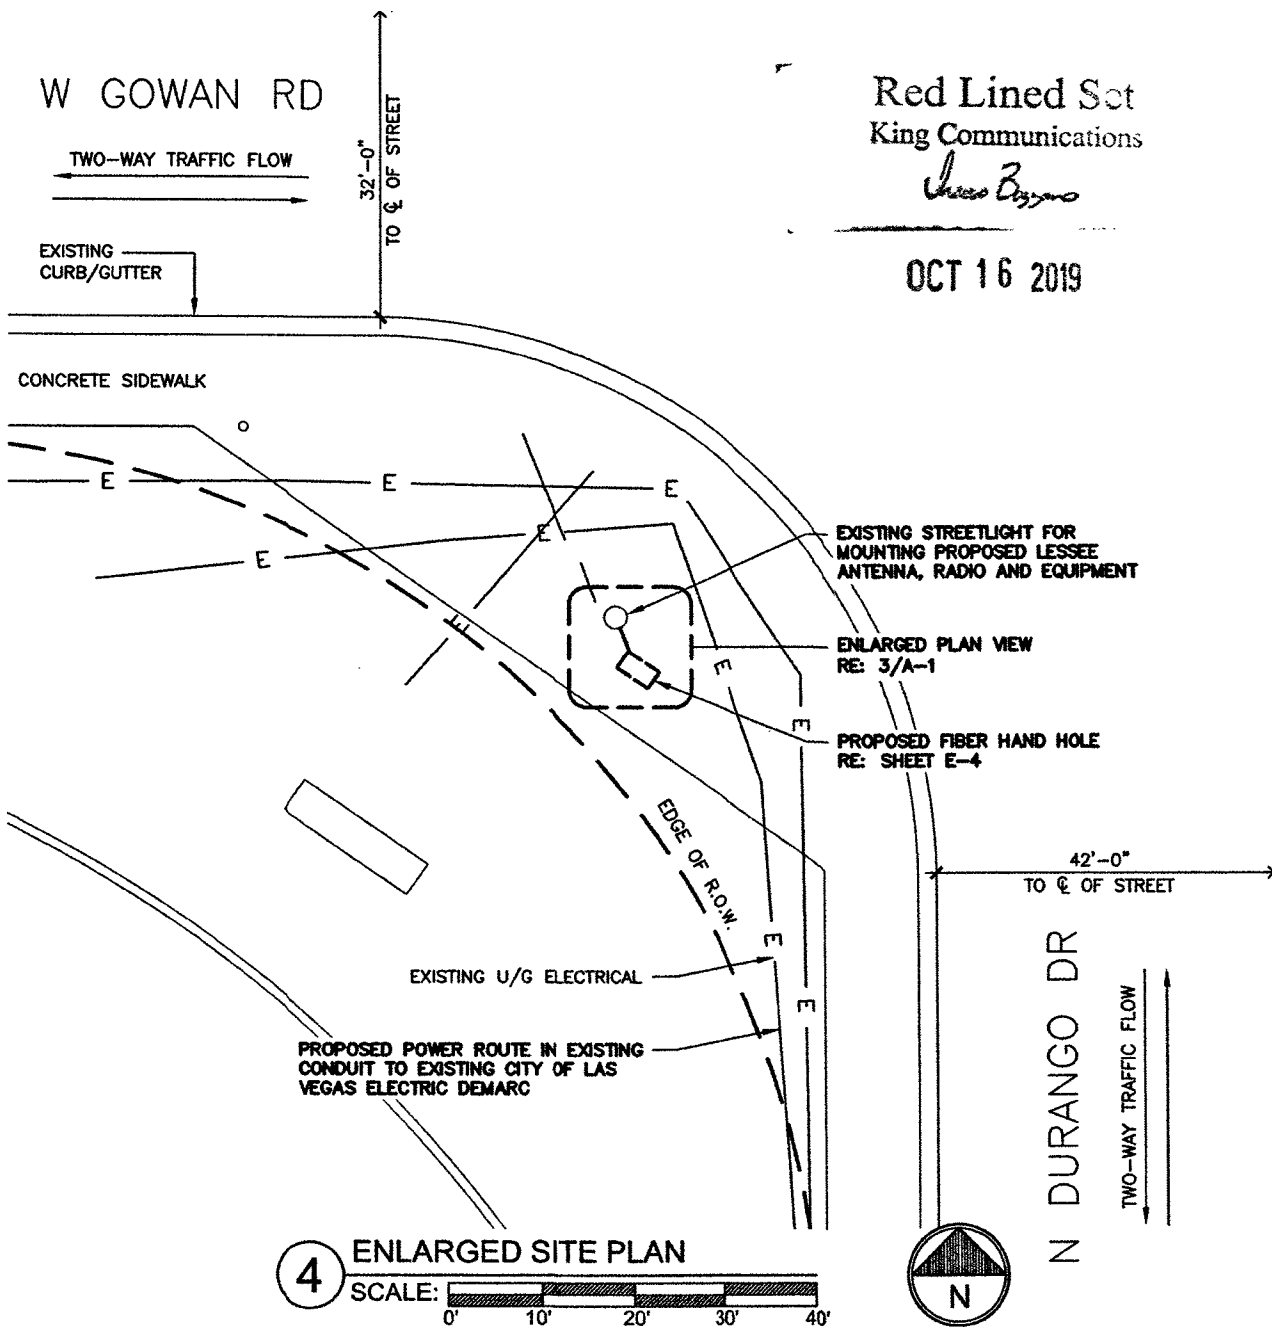 W GOWAN RD
TWO-WAY TRAFFIC FLOW
EXISTING
CURB/GUTTER
32'-0"
TO ℄ OF STREET
Red Lined Set
King Communications
OCT 16 2019
CONCRETE SIDEWALK
E
E
E
E
E
E
E
E
E
E
EXISTING STREETLIGHT FOR
MOUNTING PROPOSED LESSEE
ANTENNA, RADIO AND EQUIPMENT
ENLARGED PLAN VIEW
RE: 3/A-1
PROPOSED FIBER HAND HOLE
RE: SHEET E-4
EDGE OF R.O.W.
42'-0"
TO ℄ OF STREET
EXISTING U/G ELECTRICAL
PROPOSED POWER ROUTE IN EXISTING
CONDUIT TO EXISTING CITY OF LAS
VEGAS ELECTRIC DEMARC
N DURANGO DR
TWO-WAY TRAFFIC FLOW
4
ENLARGED SITE PLAN
SCALE:
0' 10' 20' 30' 40'
N